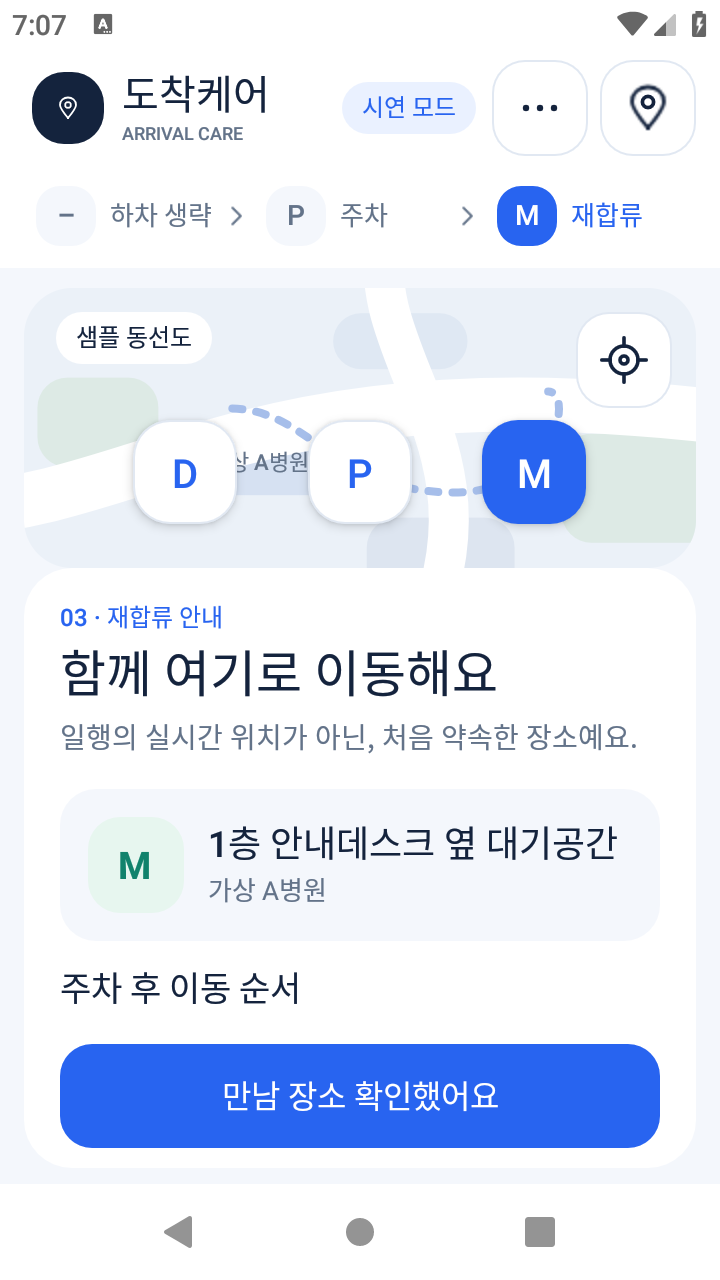 7:07
A
도착케어
ARRIVAL CARE
시연 모드
하차 생략
P
주차
M
재합류
샘플 동선도
D
상 A병원
P
M
03 · 재합류 안내
함께 여기로 이동해요
일행의 실시간 위치가 아닌, 처음 약속한 장소예요.
M
1층 안내데스크 옆 대기공간
가상 A병원
주차 후 이동 순서
만남 장소 확인했어요